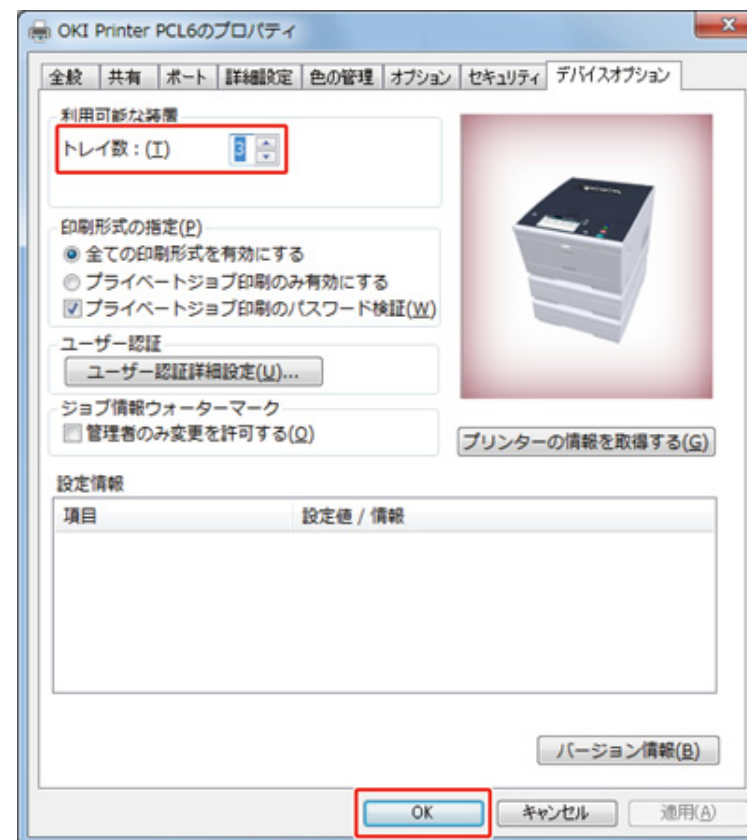 OKI Printer PCL6のプロパティ
全般 共有 ポート 詳細設定 色の管理 オプション セキュリティ デバイスオプション
利用可能な装置
トレイ数：(T) 3
印刷形式の指定(P)
全ての印刷形式を有効にする
プライベートジョブ印刷のみ有効にする
プライベートジョブ印刷のパスワード検証(W)
ユーザー認証
ユーザー認証詳細設定(U)...
ジョブ情報ウォーターマーク
管理者のみ変更を許可する(O)
プリンターの情報を取得する(G)
設定情報
項目 設定値 / 情報
バージョン情報(B)
OK キャンセル 適用(A)